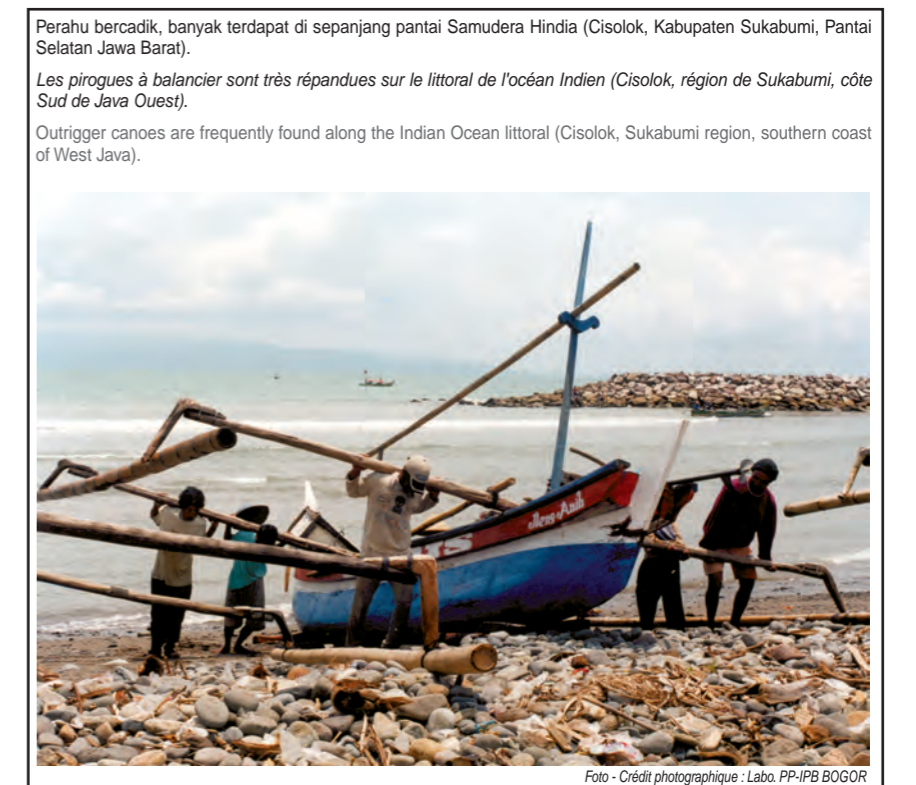 Perahu bercadik, banyak terdapat di sepanjang pantai Samudera Hindia (Cisolok, Kabupaten Sukabumi, Pantai
Selatan Jawa Barat).
Les pirogues à balancier sont très répandues sur le littoral de l'océan Indien (Cisolok, région de Sukabumi, côte
Sud de Java Ouest).
Outrigger canoes are frequently found along the Indian Ocean littoral (Cisolok, Sukabumi region, southern coast
of West Java).
Foto - Crédit photographique : Labo. PP-IPB BOGOR